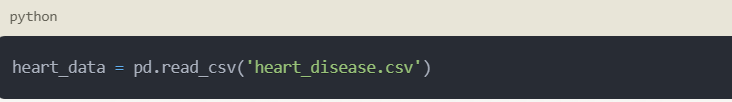 python
heart_data = pd.read_csv('heart_disease.csv')